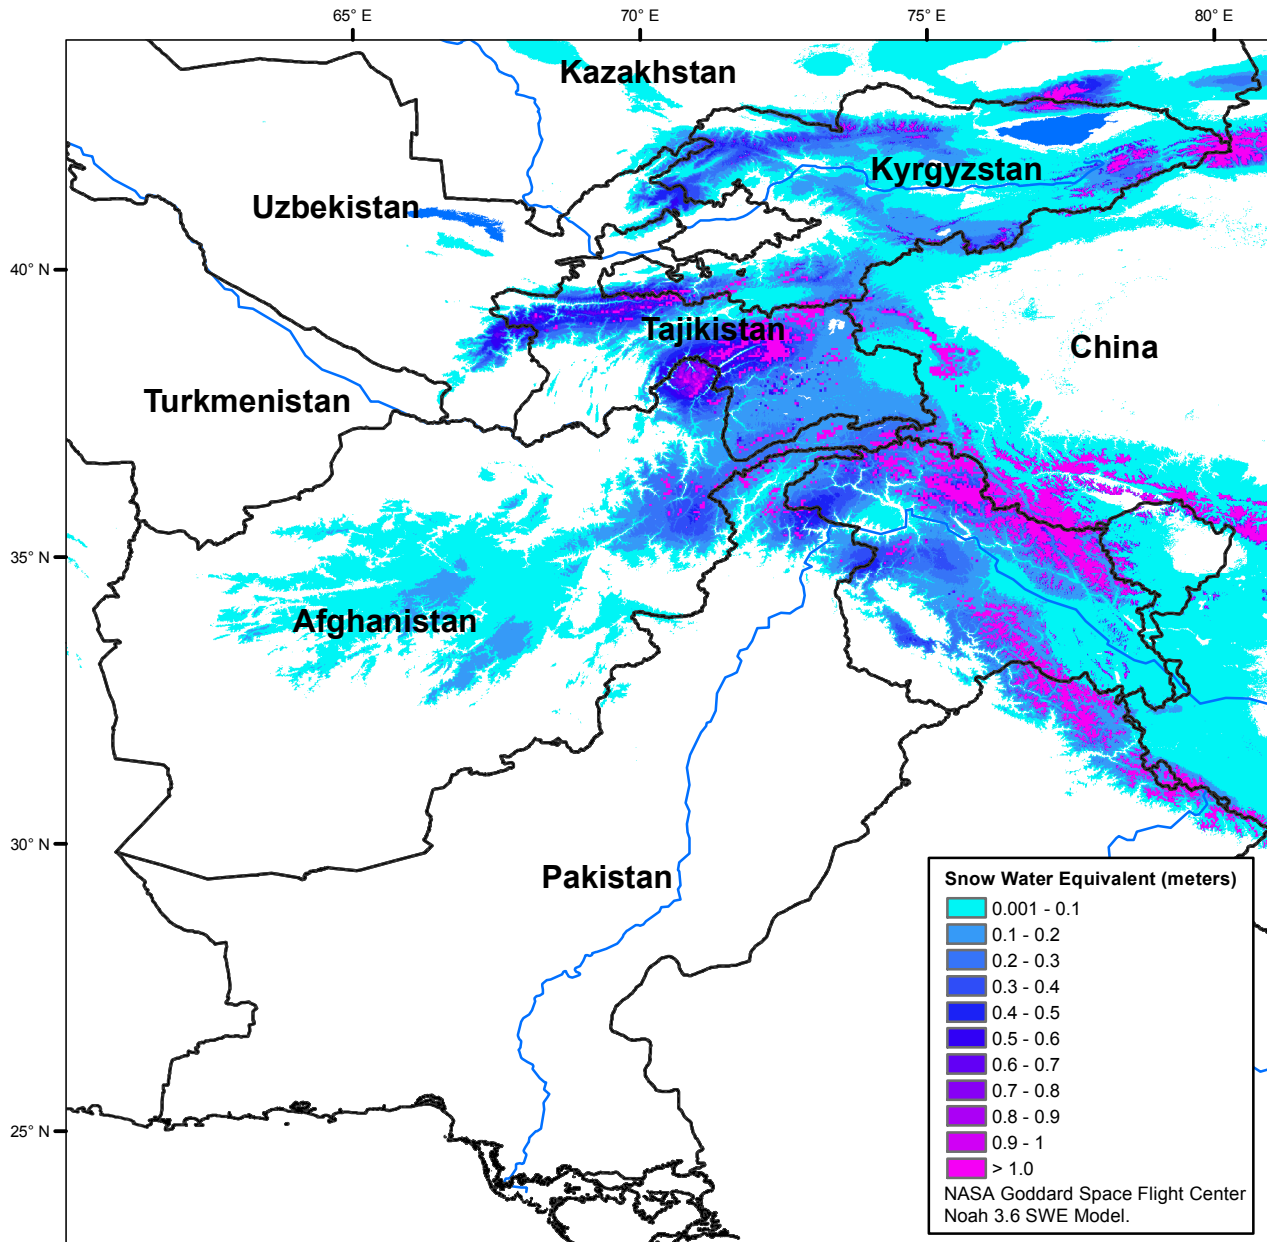 65° E
70° E
75° E
80° E
Kazakhstan
Kyrgyzstan
Uzbekistan
40° N
Tajikistan
China
Turkmenistan
35° N
Afghanistan
30° N
Pakistan
25° N
Snow Water Equivalent (meters)
0.001 - 0.1
0.1 - 0.2
0.2 - 0.3
0.3 - 0.4
0.4 - 0.5
0.5 - 0.6
0.6 - 0.7
0.7 - 0.8
0.8 - 0.9
0.9 - 1
> 1.0
NASA Goddard Space Flight Center
Noah 3.6 SWE Model.